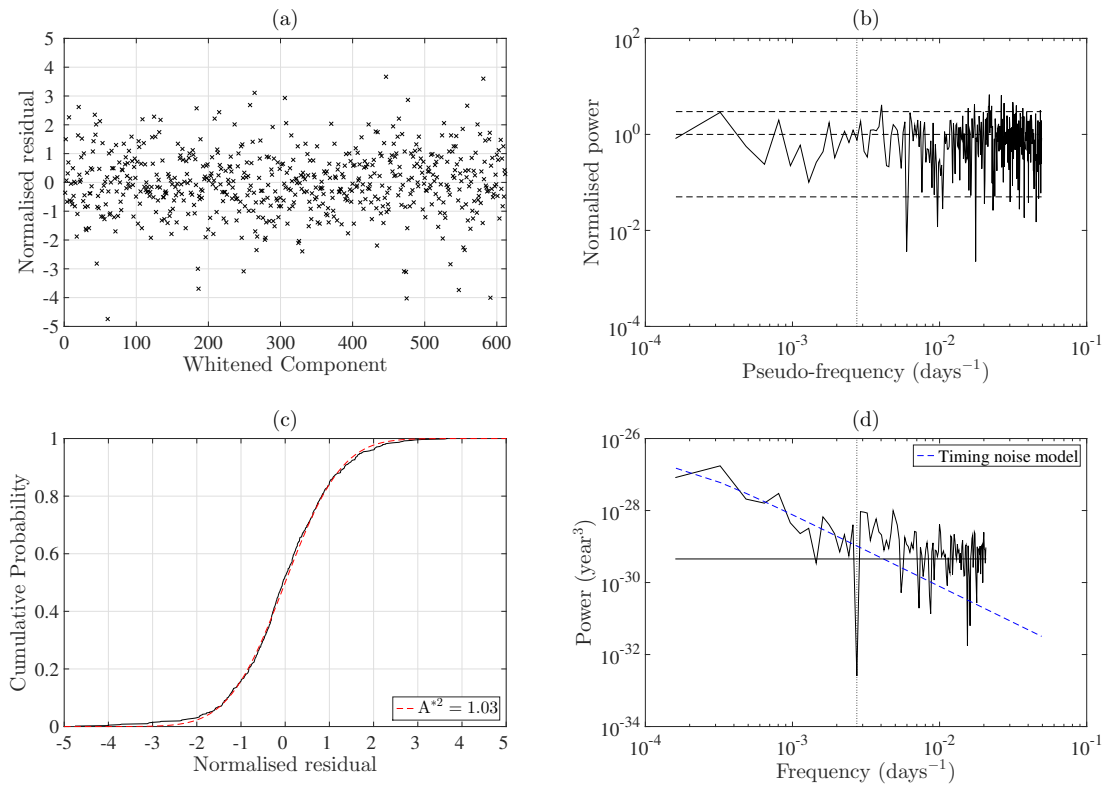 (a)
5
4
3
2
1
0
-1
-2
-3
-4
-5
0 100 200 300 400 500 600
Normalised residual
Whitened Component
(b)
10^2
10^0
10^-2
10^-4
10^-4 10^-3 10^-2 10^-1
Normalised power
Pseudo-frequency (days^−1)
(c)
1
0.8
0.6
0.4
0.2
0
-5 -4 -3 -2 -1 0 1 2 3 4 5
Cumulative Probability
Normalised residual
A^*2 = 1.03
(d)
10^-26
10^-28
10^-30
10^-32
10^-34
10^-4 10^-3 10^-2 10^-1
Power (year^3)
Frequency (days^−1)
Timing noise model